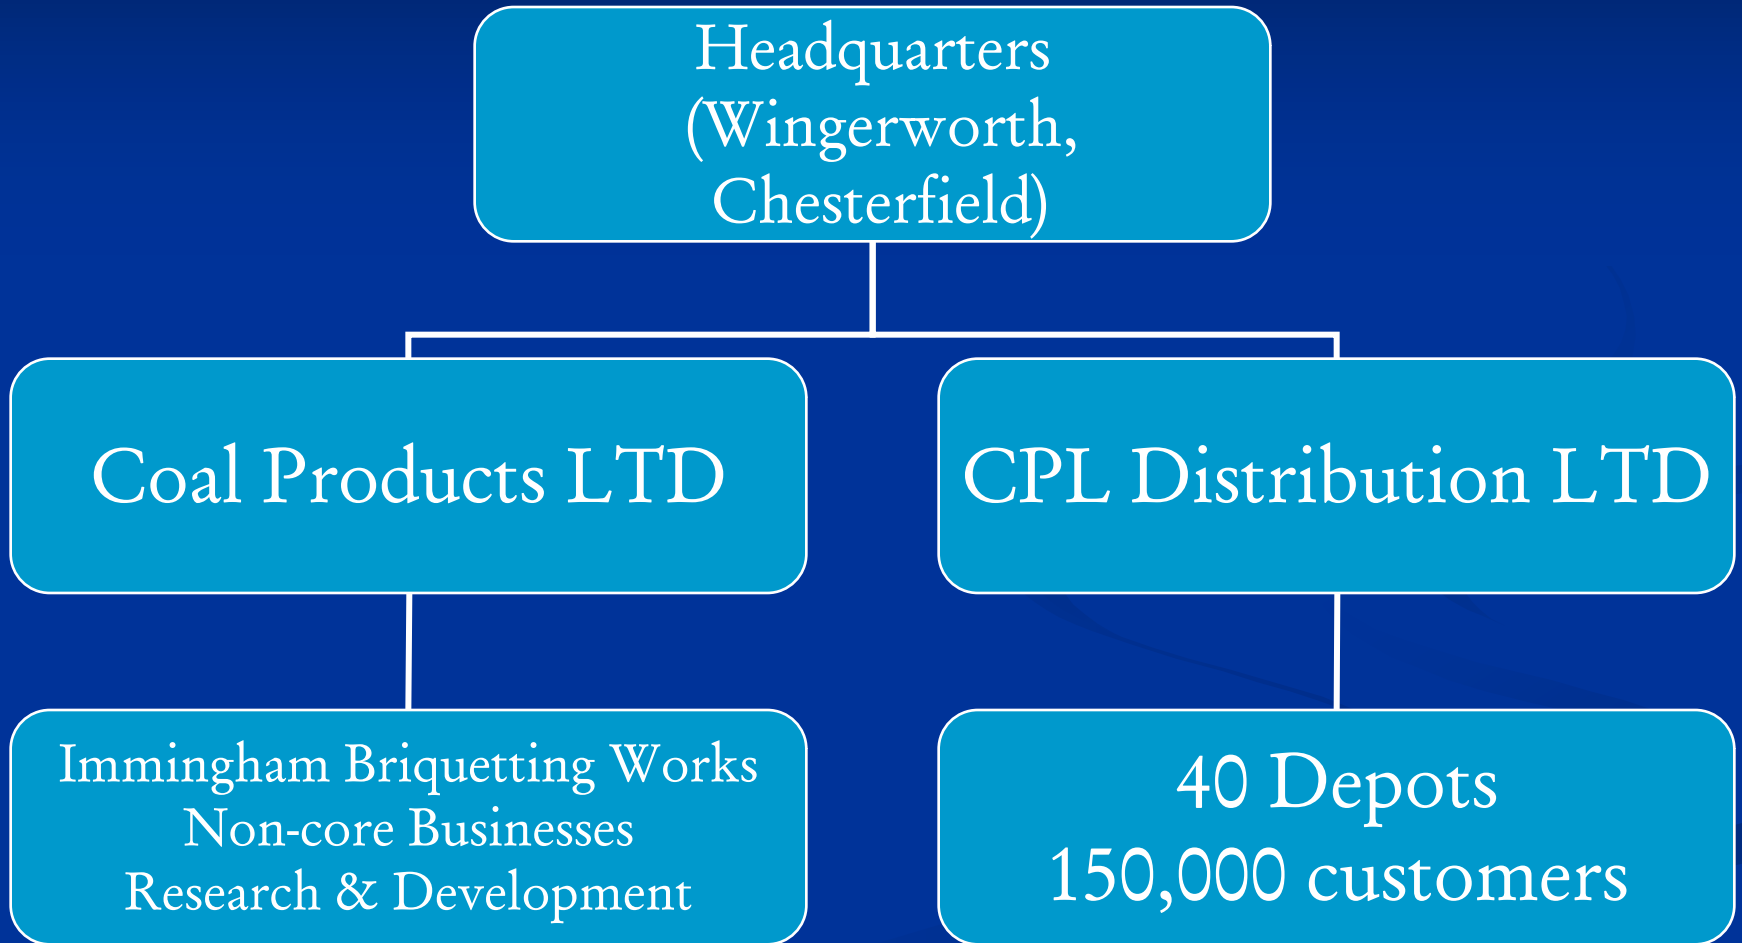 Headquarters
(Wingerworth,
Chesterfield)
Coal Products LTD
CPL Distribution LTD
Immingham Briquetting Works
Non-core Businesses
Research & Development
40 Depots
150,000 customers